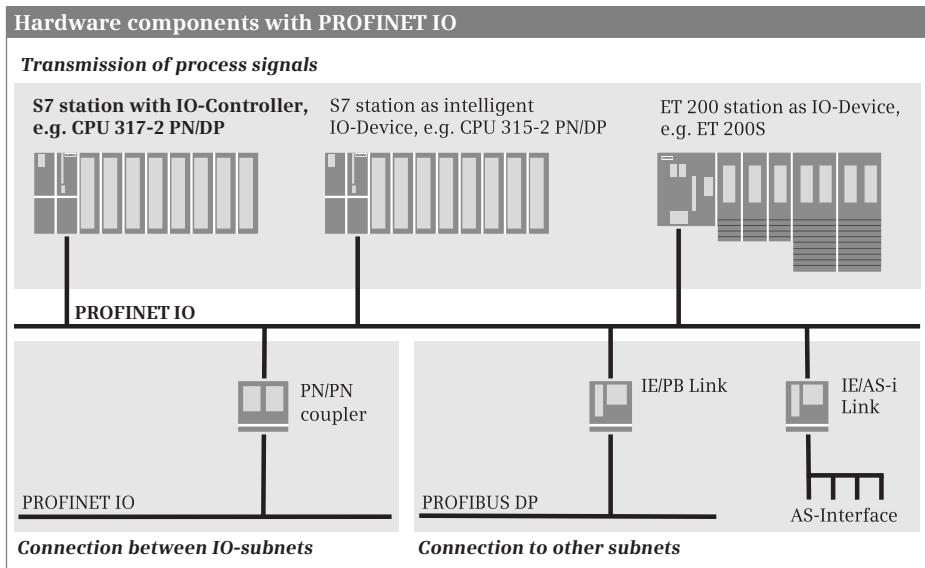 Hardware components with PROFINET IO
Transmission of process signals
S7 station with IO-Controller,
e.g. CPU 317-2 PN/DP
S7 station as intelligent
IO-Device, e.g. CPU 315-2 PN/DP
ET 200 station as IO-Device,
e.g. ET 200S
PROFINET IO
PN/PN
coupler
PROFINET IO
IE/PB Link
PROFIBUS DP
IE/AS-i
Link
AS-Interface
Connection between IO-subnets
Connection to other subnets